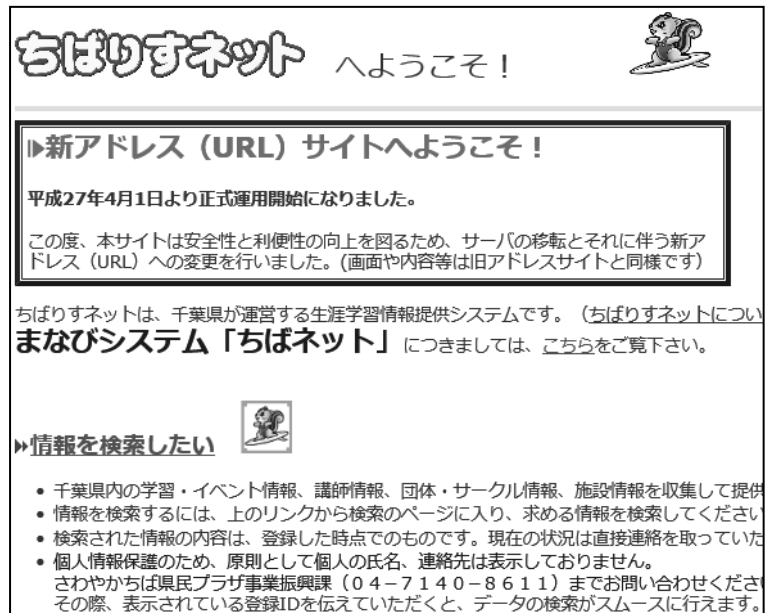 ちばりすネット へようこそ！
新アドレス（URL）サイトへようこそ！
平成27年4月1日より正式運用開始になりました。
この度、本サイトは安全性と利便性の向上を図るため、サーバの移転とそれに伴う新ア
ドレス（URL）への変更を行いました。(画面や内容等は旧アドレスサイトと同様です)
ちばりすネットは、千葉県が運営する生涯学習情報提供システムです。（ちばりすネットについ
まなびシステム「ちばネット」につきましては、こちらをご覧下さい。
情報を検索したい
• 千葉県内の学習・イベント情報、講師情報、団体・サークル情報、施設情報を収集して提供
• 情報を検索するには、上のリンクから検索のページに入り、求める情報を検索してください
• 検索された情報の内容は、登録した時点でのものです。現在の状況は直接連絡を取っていた
• 個人情報保護のため、原則として個人の氏名、連絡先は表示しておりません。
さわやかちば県民プラザ事業振興課（０４−７１４０−８６１１）までお問い合わせくださ
その際、表示されている登録IDを伝えていただくと、データの検索がスムースに行えます。